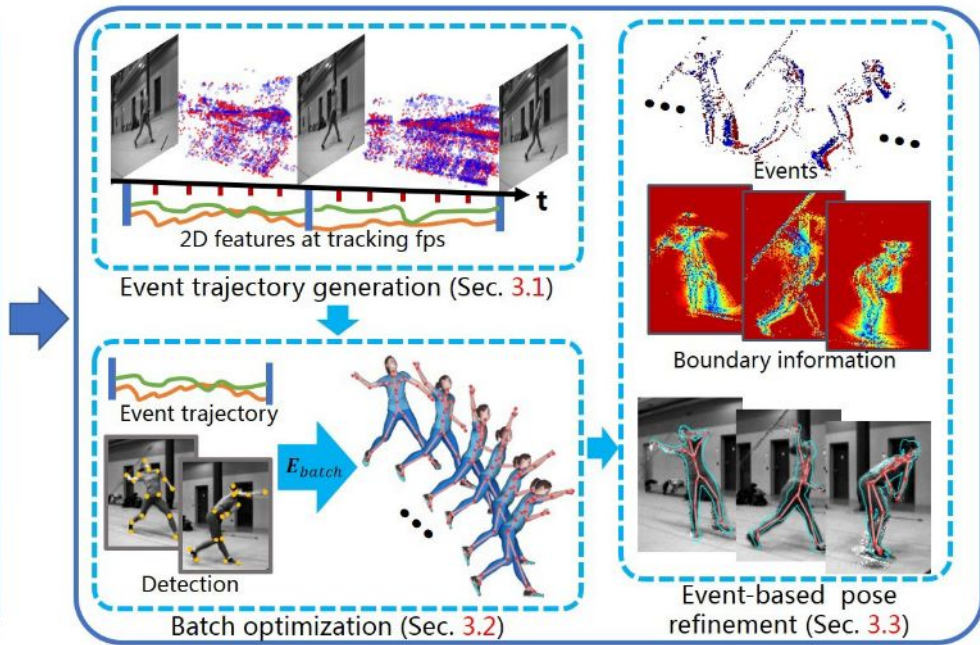 t
2D features at tracking fps
Event trajectory generation (Sec. 3.1)
Event trajectory
E_batch
Detection
Batch optimization (Sec. 3.2)
Events
Boundary information
Event-based pose
refinement (Sec. 3.3)